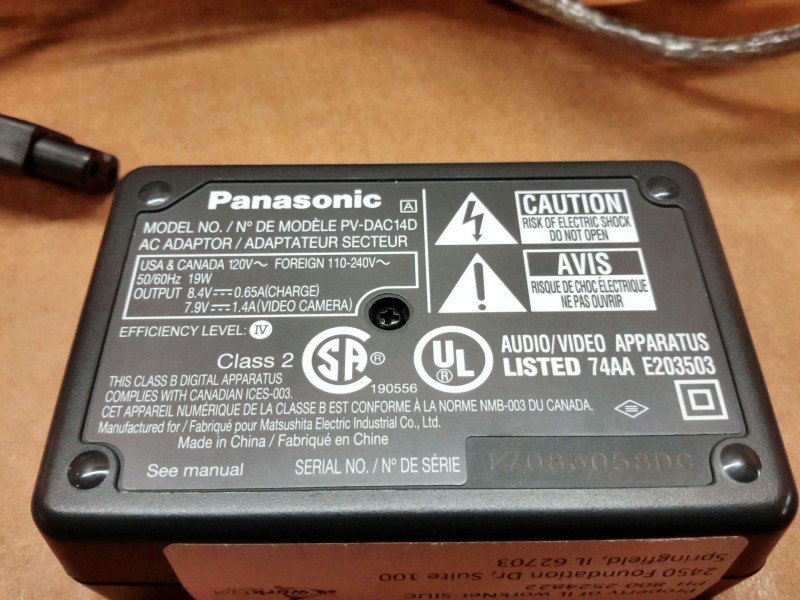 Panasonic A
MODEL NO. / Nº DE MODÈLE PV-DAC14D
AC ADAPTOR / ADAPTATEUR SECTEUR
USA & CANADA 120V～ FOREIGN 110-240V～
50/60Hz 19W
OUTPUT 8.4V⎓0.65A(CHARGE)
7.9V⎓1.4A(VIDEO CAMERA)
EFFICIENCY LEVEL: IV
CAUTION
RISK OF ELECTRIC SHOCK
DO NOT OPEN
AVIS
RISQUE DE CHOC ÉLECTRIQUE
NE PAS OUVRIR
Class 2
SA ®
190556
UL ®
AUDIO/VIDEO APPARATUS
LISTED 74AA E203503
THIS CLASS B DIGITAL APPARATUS
COMPLIES WITH CANADIAN ICES-003.
CET APPAREIL NUMÉRIQUE DE LA CLASSE B EST CONFORME À LA NORME NMB-003 DU CANADA.
Manufactured for / Fabriqué pour Matsushita Electric Industrial Co., Ltd.
Made in China / Fabriqué en Chine
See manual
SERIAL NO. / Nº DE SÉRIE
Property of IL workNet-SIUC
2450 Foundation Dr, Suite 100
Springfield, IL 62703